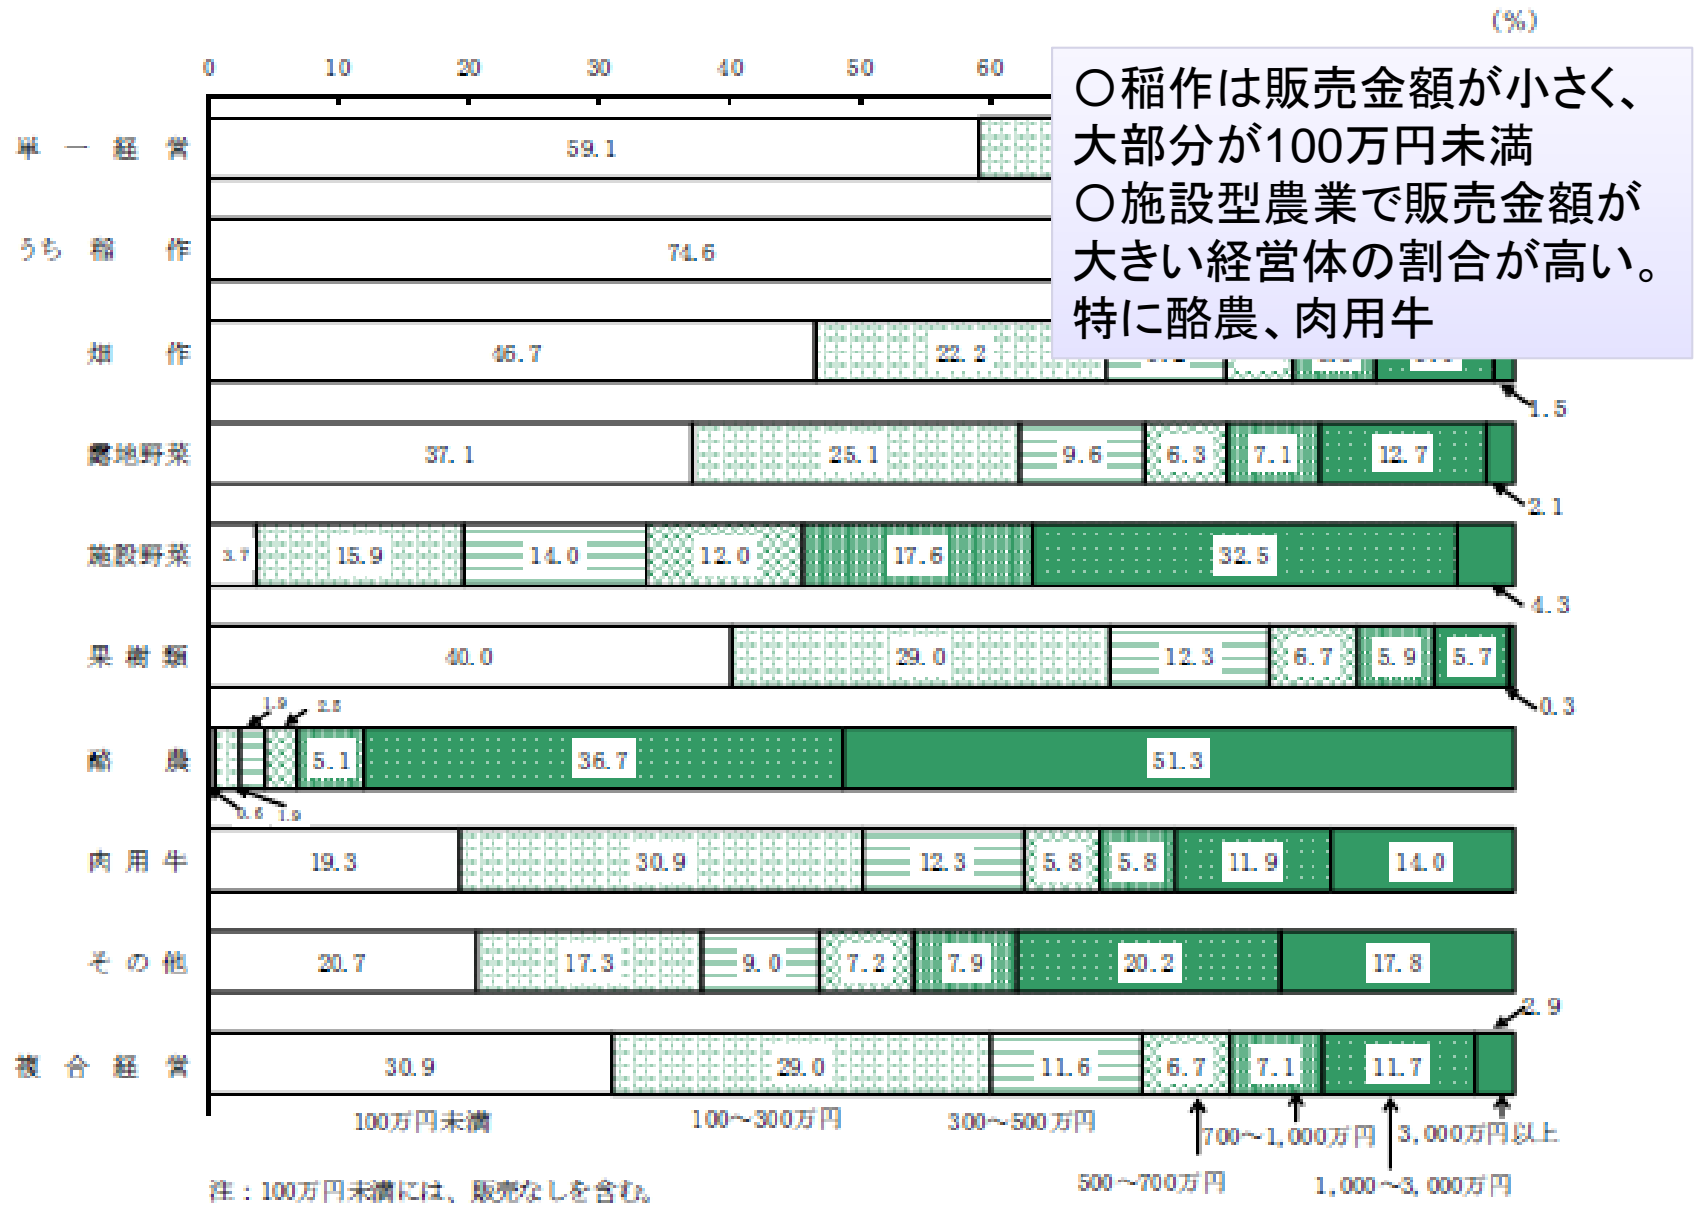 (%)
0 10 20 30 40 50 60
〇稲作は販売金額が小さく、
大部分が100万円未満
〇施設型農業で販売金額が
大きい経営体の割合が高い。
特に酪農、肉用牛
単一経営 59.1
うち稲作 74.6
畑作 46.7 22.2
1.5
露地野菜 37.1 25.1 9.6 6.3 7.1 12.7
2.1
施設野菜 3.7 15.9 14.0 12.0 17.6 32.5
4.3
果樹類 40.0 29.0 12.3 6.7 5.9 5.7
0.3
1.9 2.5
酪農 5.1 36.7 51.3
0.6 1.9
肉用牛 19.3 30.9 12.3 5.8 5.8 11.9 14.0
その他 20.7 17.3 9.0 7.2 7.9 20.2 17.8
2.9
複合経営 30.9 29.0 11.6 6.7 7.1 11.7
100万円未満 100～300万円 300～500万円 700～1,000万円 3,000万円以上
500～700万円 1,000～3,000万円
注：100万円未満には、販売なしを含む。